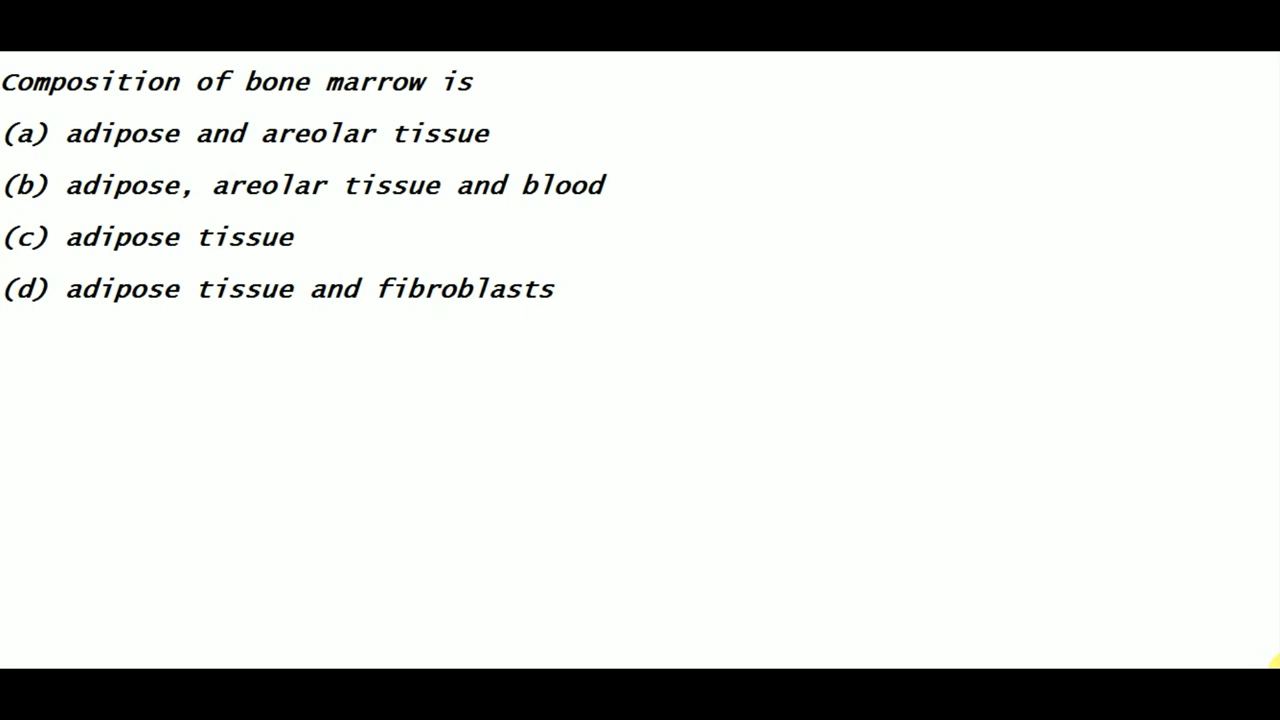 Composition of bone marrow is
(a) adipose and areolar tissue
(b) adipose, areolar tissue and blood
(c) adipose tissue
(d) adipose tissue and fibroblasts